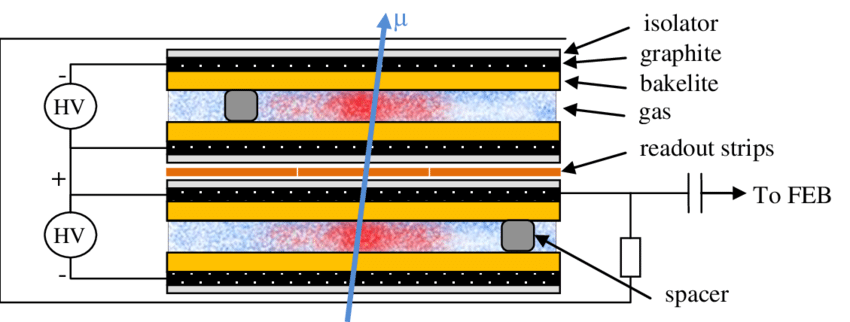 μ
isolator
graphite
bakelite
gas
readout strips
-
HV
+
HV
-
To FEB
spacer